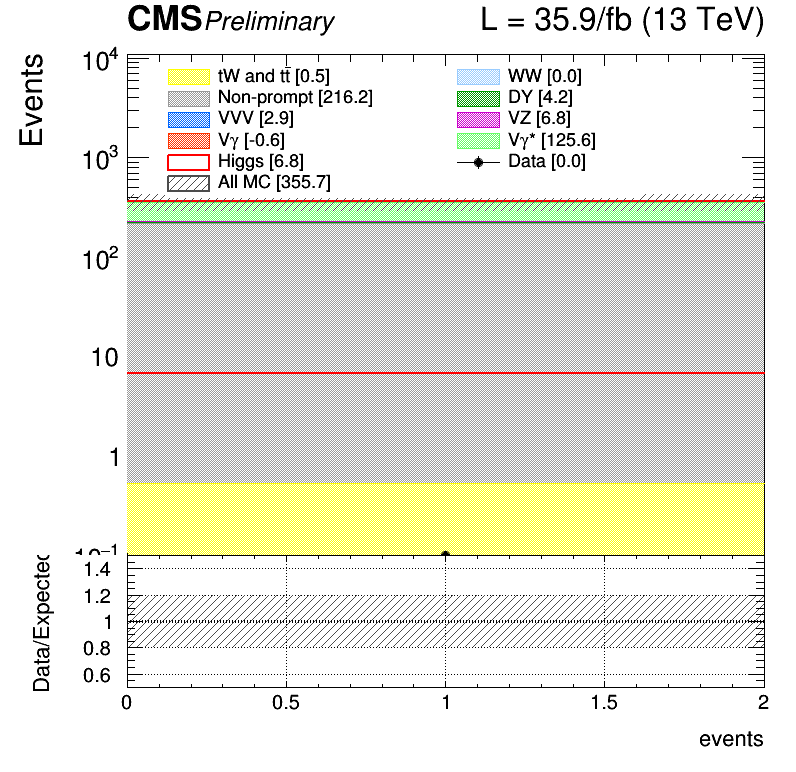 CMS Preliminary L = 35.9/fb (13 TeV)
Events
10⁴
10³
10²
10
1
10⁻¹
tW and tt̄ [0.5]
Non-prompt [216.2]
VVV [2.9]
Vγ [-0.6]
Higgs [6.8]
All MC [355.7]
WW [0.0]
DY [4.2]
VZ [6.8]
Vγ* [125.6]
Data [0.0]
Data/Expected
1.4
1.2
1
0.8
0.6
0 0.5 1 1.5 2
events